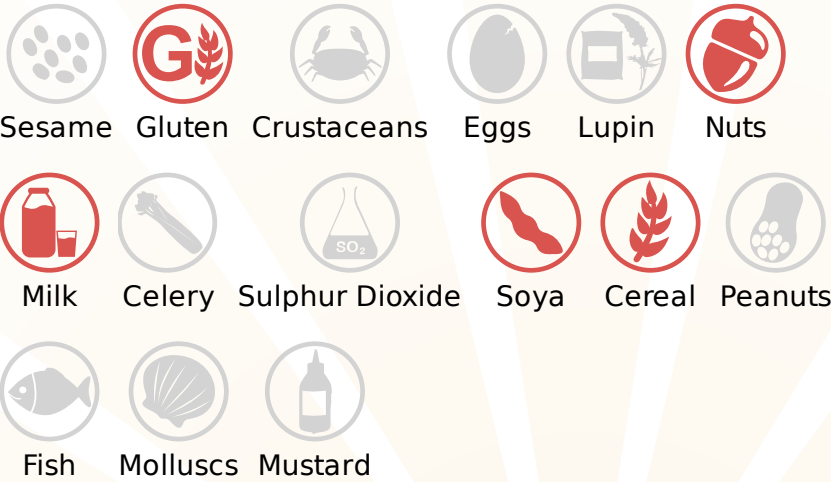 G
Sesame Gluten Crustaceans Eggs Lupin Nuts
SO₂
Milk Celery Sulphur Dioxide Soya Cereal Peanuts
Fish Molluscs Mustard